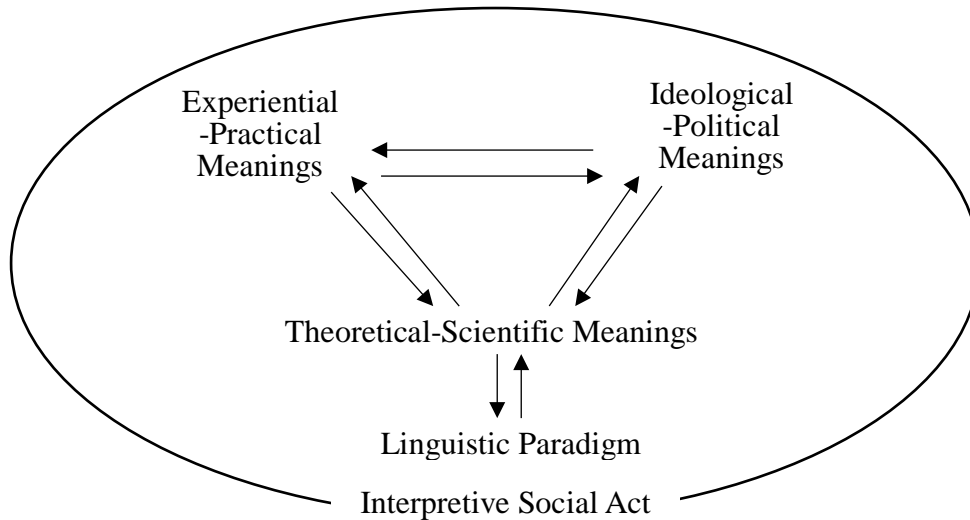 Experiential
-Practical
Meanings
Ideological
-Political
Meanings
Theoretical-Scientific Meanings
Linguistic Paradigm
Interpretive Social Act